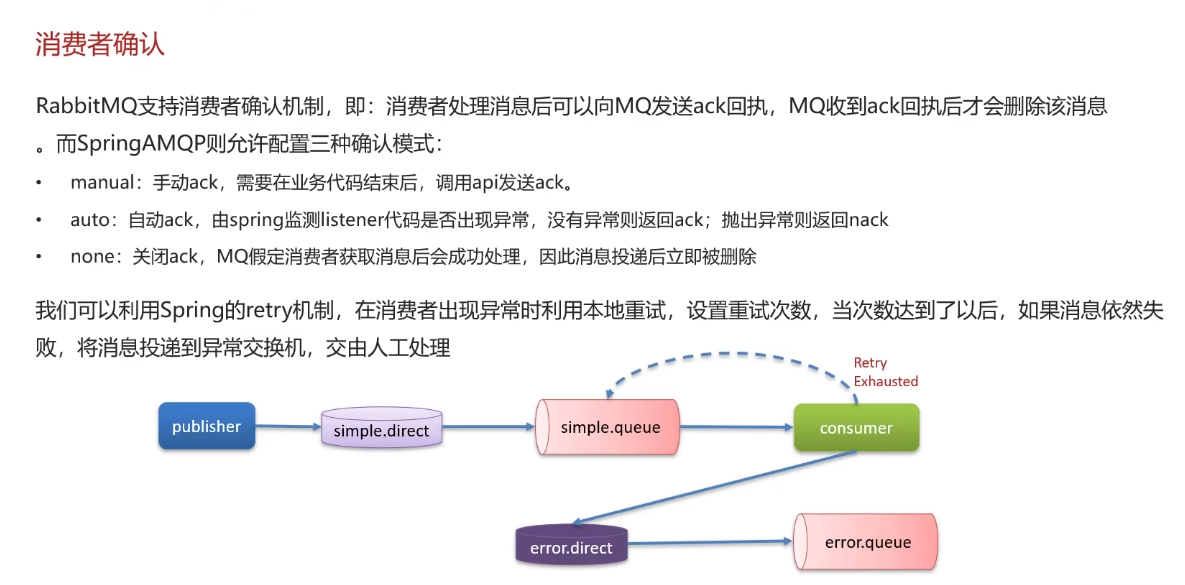 消费者确认
RabbitMQ支持消费者确认机制，即：消费者处理消息后可以向MQ发送ack回执，MQ收到ack回执后才会删除该消息
。而SpringAMQP则允许配置三种确认模式：
• manual：手动ack，需要在业务代码结束后，调用api发送ack。
• auto：自动ack，由spring监测listener代码是否出现异常，没有异常则返回ack；抛出异常则返回nack
• none：关闭ack，MQ假定消费者获取消息后会成功处理，因此消息投递后立即被删除
我们可以利用Spring的retry机制，在消费者出现异常时利用本地重试，设置重试次数，当次数达到了以后，如果消息依然失
败，将消息投递到异常交换机，交由人工处理
Retry
Exhausted
publisher
simple.direct
simple.queue
consumer
error.direct
error.queue